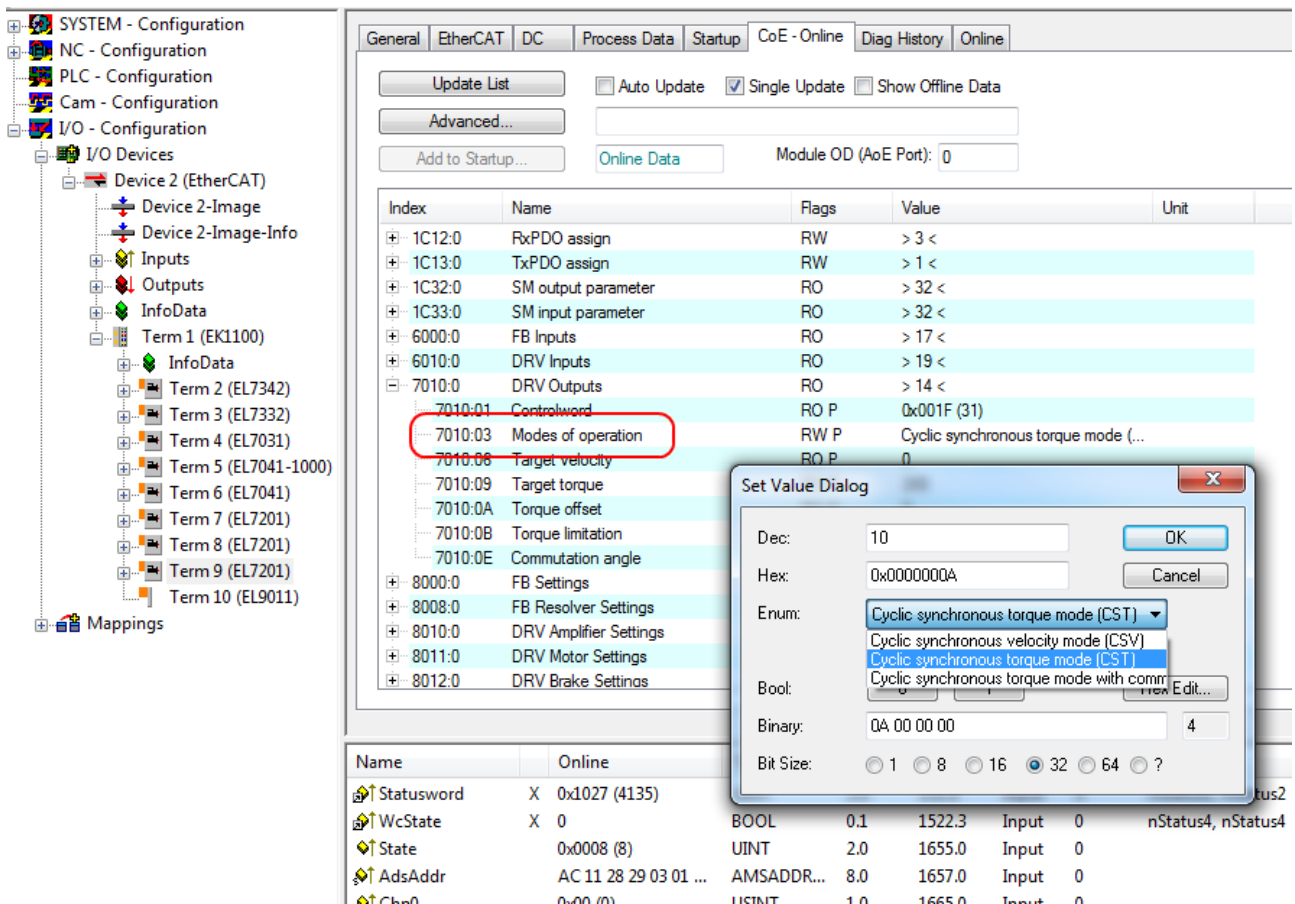 SYSTEM - Configuration
NC - Configuration
PLC - Configuration
Cam - Configuration
I/O - Configuration
I/O Devices
Device 2 (EtherCAT)
Device 2-Image
Device 2-Image-Info
Inputs
Outputs
InfoData
Term 1 (EK1100)
InfoData
Term 2 (EL7342)
Term 3 (EL7332)
Term 4 (EL7031)
Term 5 (EL7041-1000)
Term 6 (EL7041)
Term 7 (EL7201)
Term 8 (EL7201)
Term 9 (EL7201)
Term 10 (EL9011)
Mappings
General EtherCAT DC Process Data Startup CoE - Online Diag History Online
Update List Auto Update Single Update Show Offline Data
Advanced...
Add to Startup... Online Data Module OD (AoE Port): 0
Index Name Flags Value Unit
1C12:0 RxPDO assign RW > 3 <
1C13:0 TxPDO assign RW > 1 <
1C32:0 SM output parameter RO > 32 <
1C33:0 SM input parameter RO > 32 <
6000:0 FB Inputs RO > 17 <
6010:0 DRV Inputs RO > 19 <
7010:0 DRV Outputs RO > 14 <
7010:01 Controlword RO P 0x001F (31)
7010:03 Modes of operation RW P Cyclic synchronous torque mode (...
7010:06 Target velocity RO P 0
7010:09 Target torque
7010:0A Torque offset
7010:0B Torque limitation
7010:0E Commutation angle
8000:0 FB Settings
8008:0 FB Resolver Settings
8010:0 DRV Amplifier Settings
8011:0 DRV Motor Settings
8012:0 DRV Brake Settings
Set Value Dialog
Dec: 10 OK
Hex: 0x0000000A Cancel
Enum: Cyclic synchronous torque mode (CST)
Cyclic synchronous velocity mode (CSV)
Cyclic synchronous torque mode (CST)
Cyclic synchronous torque mode with comm
Bool: Hex Edit...
Binary: 0A 00 00 00 4
Bit Size: 1 8 16 32 64 ?
Name Online
Statusword X 0x1027 (4135)
WcState X 0 BOOL 0.1 1522.3 Input 0 nStatus4, nStatus4
State 0x0008 (8) UINT 2.0 1655.0 Input 0
AdsAddr AC 11 28 29 03 01 ... AMSADDR... 8.0 1657.0 Input 0
Chn0 0x00 (0) USINT 1.0 1665.0 Input 0